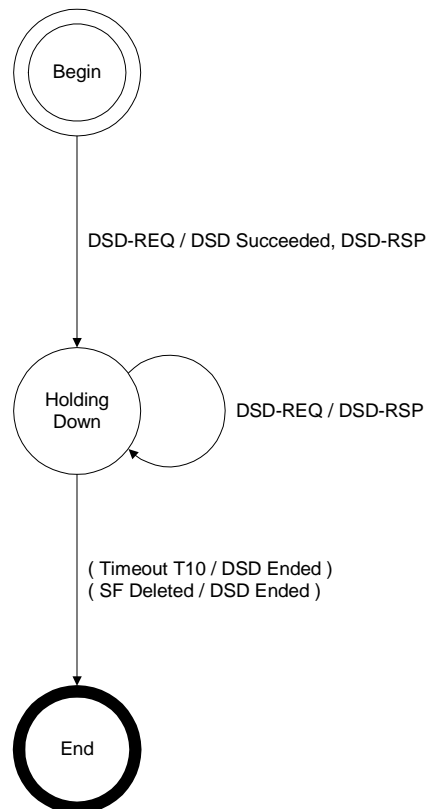 Begin
DSD-REQ / DSD Succeeded, DSD-RSP
Holding
Down
DSD-REQ / DSD-RSP
( Timeout T10 / DSD Ended )
( SF Deleted / DSD Ended )
End